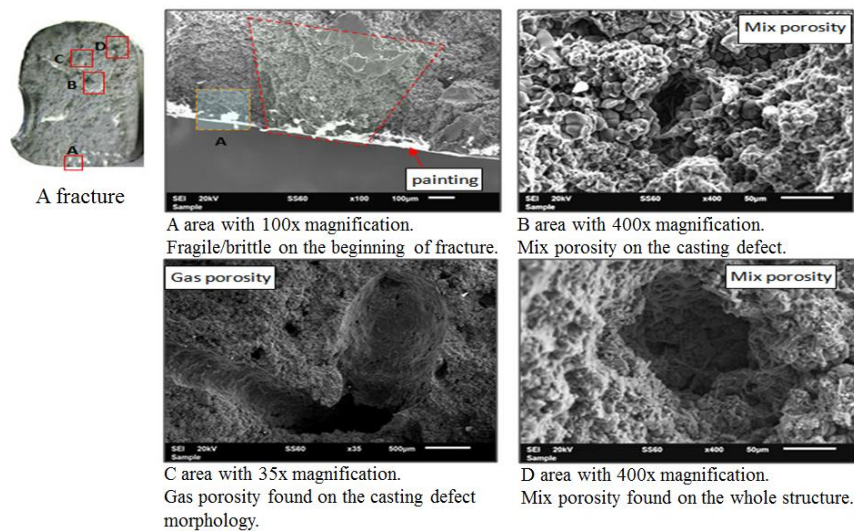 D
C
B
A
A fracture
A
painting
SEI 20kV SS60 x100 100µm
Sample
A area with 100x magnification.
Fragile/brittle on the beginning of fracture.
Mix porosity
SEI 20kV SS60 x400 50µm
Sample
B area with 400x magnification.
Mix porosity on the casting defect.
Gas porosity
SEI 20kV SS60 x35 500µm
Sample
C area with 35x magnification.
Gas porosity found on the casting defect
morphology.
Mix porosity
SEI 20kV SS60 x400 50µm
Sample
D area with 400x magnification.
Mix porosity found on the whole structure.